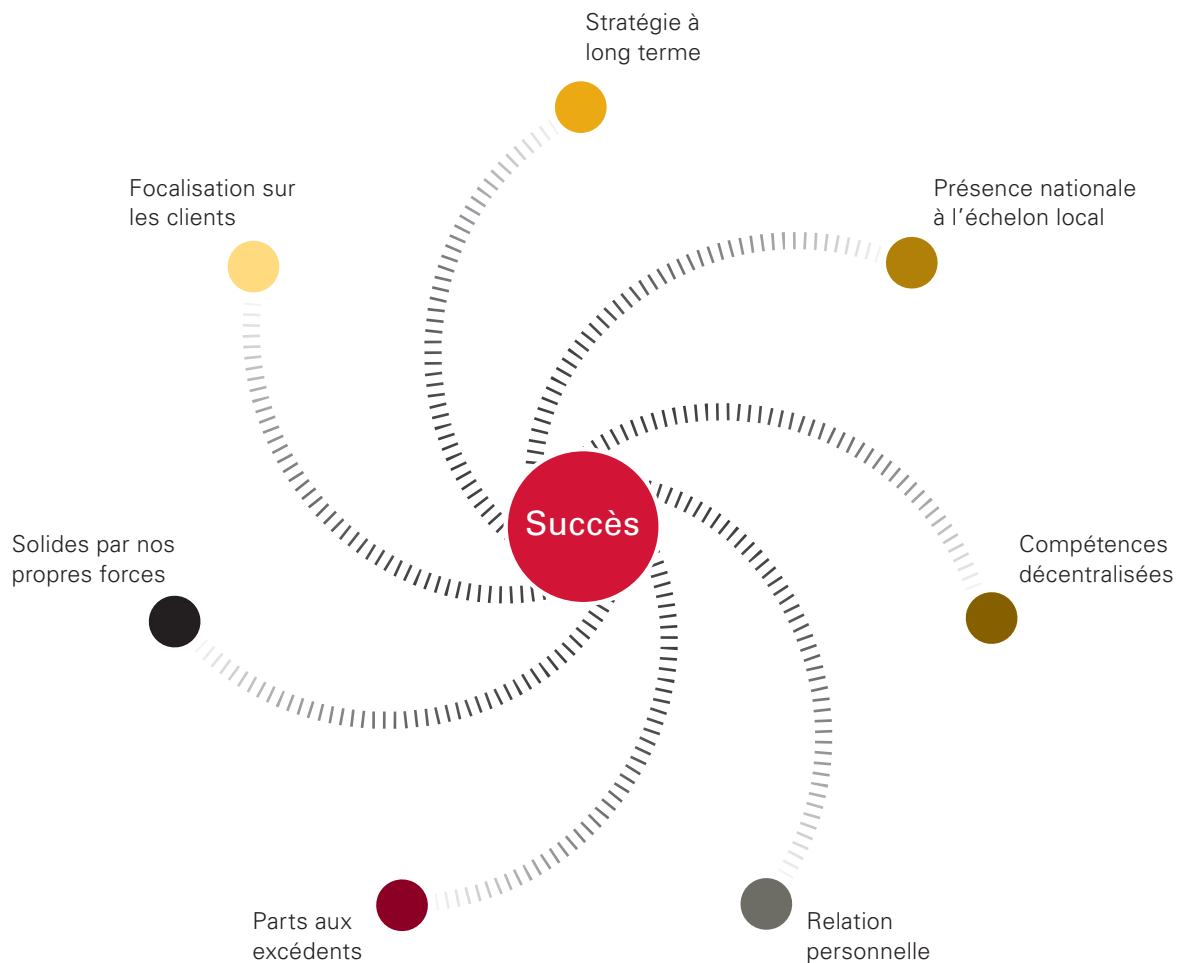 Stratégie à
long terme
Focalisation sur
les clients
Présence nationale
à l’échelon local
Succès
Solides par nos
propres forces
Compétences
décentralisées
Parts aux
excédents
Relation
personnelle